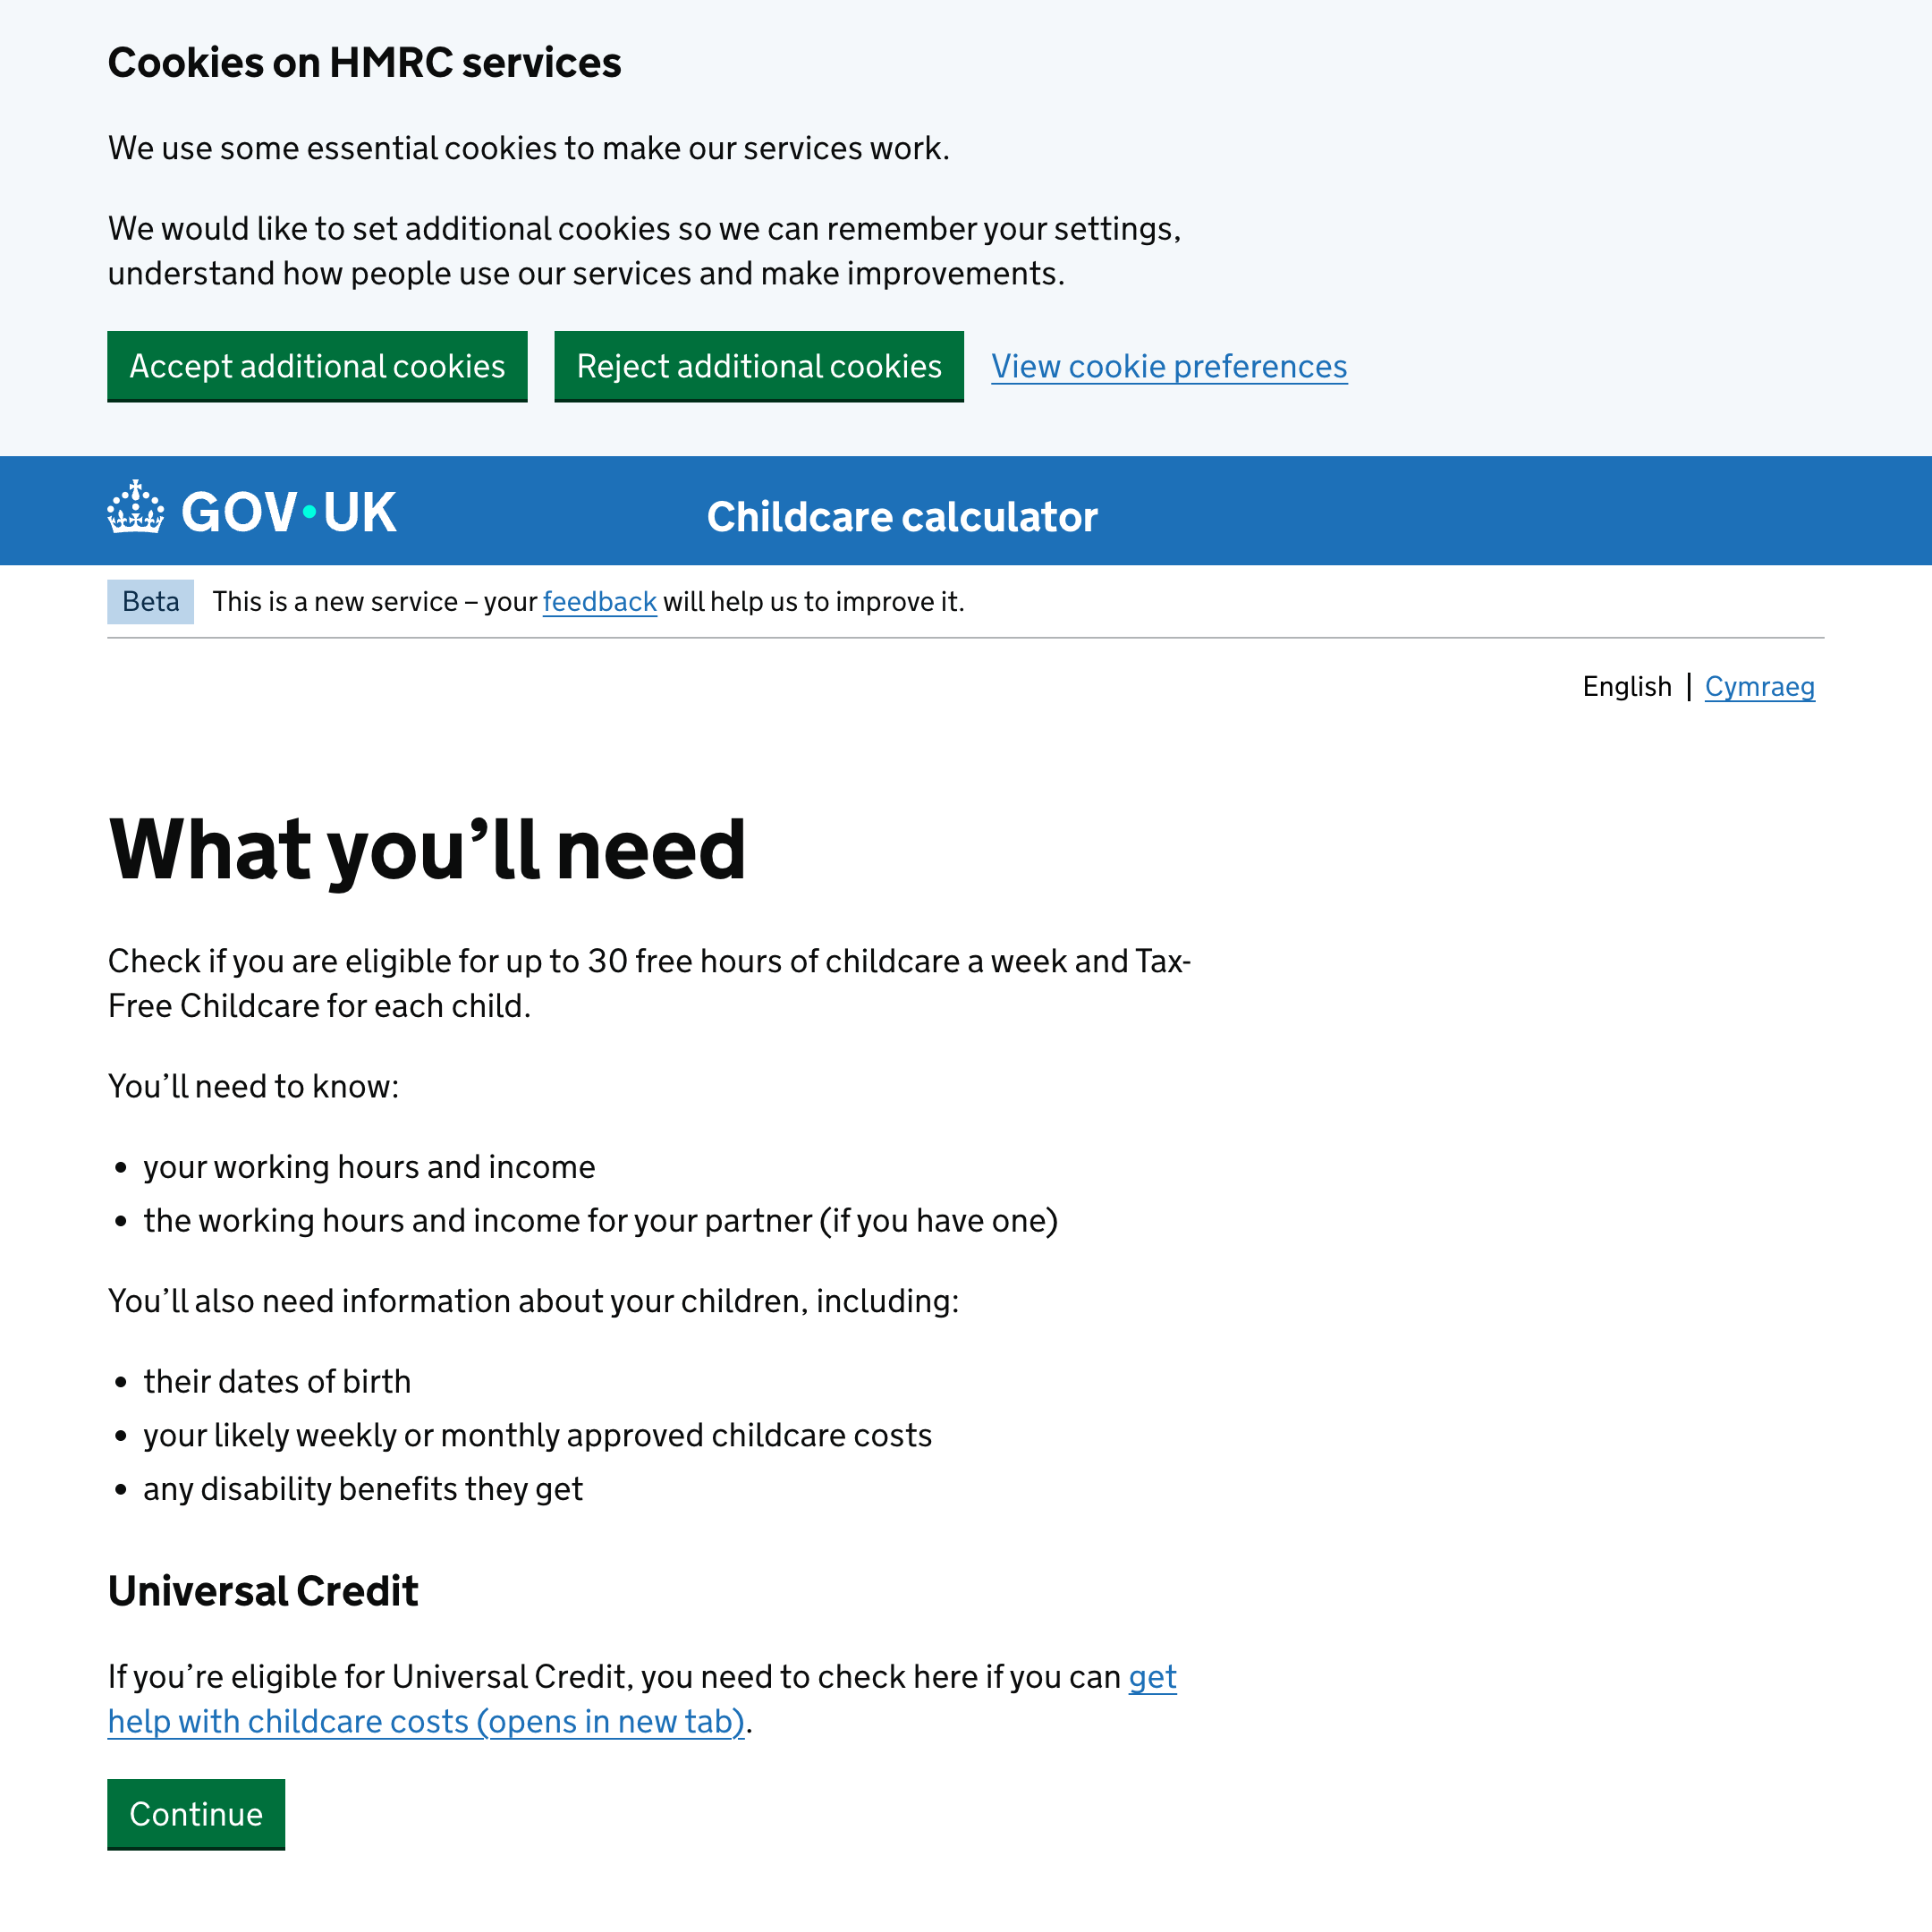 Cookies on HMRC services
We use some essential cookies to make our services work.
We would like to set additional cookies so we can remember your settings,
understand how people use our services and make improvements.
Accept additional cookies Reject additional cookies View cookie preferences
GOV·UK Childcare calculator
Beta This is a new service – your feedback will help us to improve it.
English | Cymraeg
What you’ll need
Check if you are eligible for up to 30 free hours of childcare a week and Tax-
Free Childcare for each child.
You’ll need to know:
• your working hours and income
• the working hours and income for your partner (if you have one)
You’ll also need information about your children, including:
• their dates of birth
• your likely weekly or monthly approved childcare costs
• any disability benefits they get
Universal Credit
If you’re eligible for Universal Credit, you need to check here if you can get
help with childcare costs (opens in new tab).
Continue